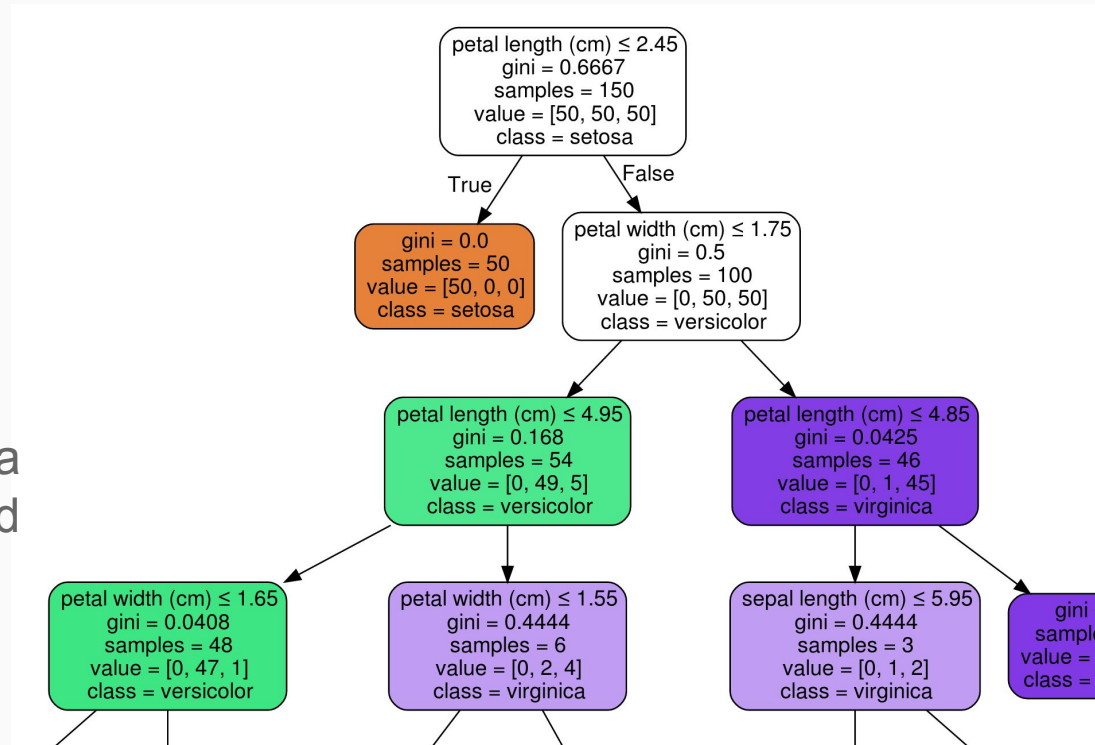 petal length (cm) ≤ 2.45
gini = 0.6667
samples = 150
value = [50, 50, 50]
class = setosa
True
False
gini = 0.0
samples = 50
value = [50, 0, 0]
class = setosa
petal width (cm) ≤ 1.75
gini = 0.5
samples = 100
value = [0, 50, 50]
class = versicolor
petal length (cm) ≤ 4.95
gini = 0.168
samples = 54
value = [0, 49, 5]
class = versicolor
petal length (cm) ≤ 4.85
gini = 0.0425
samples = 46
value = [0, 1, 45]
class = virginica
petal width (cm) ≤ 1.65
gini = 0.0408
samples = 48
value = [0, 47, 1]
class = versicolor
petal width (cm) ≤ 1.55
gini = 0.4444
samples = 6
value = [0, 2, 4]
class = virginica
sepal length (cm) ≤ 5.95
gini = 0.4444
samples = 3
value = [0, 1, 2]
class = virginica
gini
value =
class =